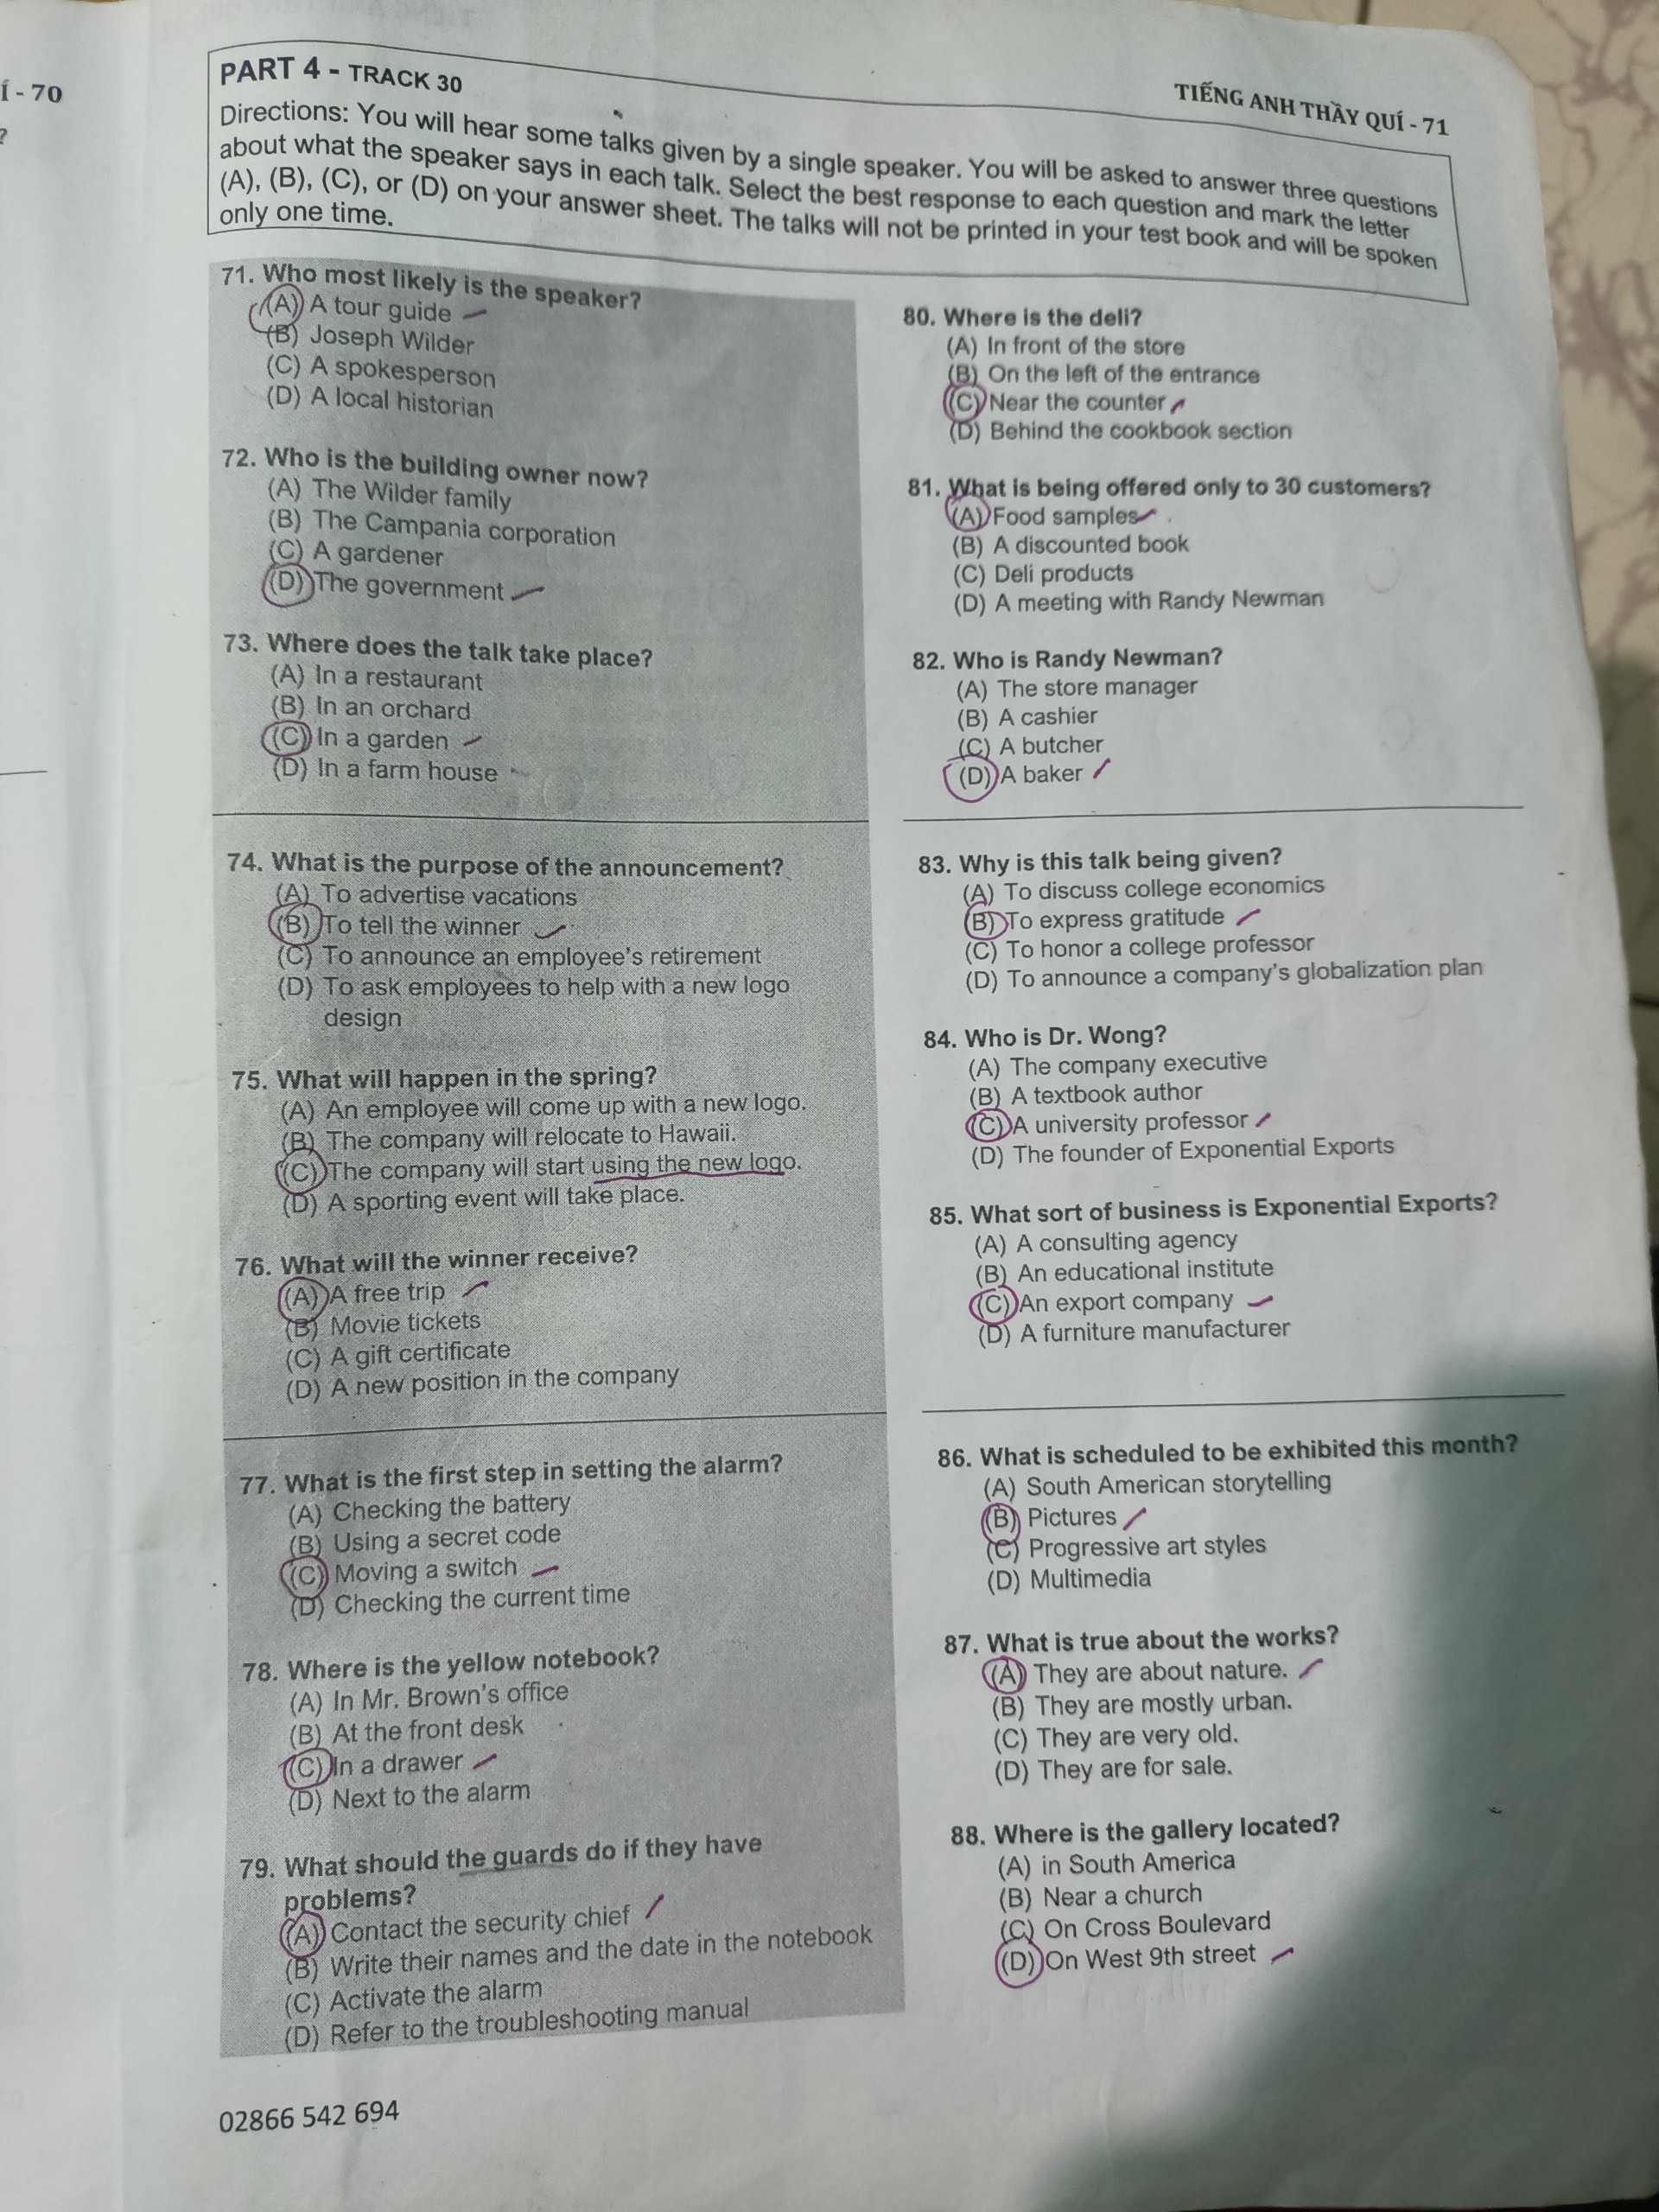 Í - 70
?
TIẾNG ANH THẦY QUÍ - 71
PART 4 - TRACK 30
Directions: You will hear some talks given by a single speaker. You will be asked to answer three questions
about what the speaker says in each talk. Select the best response to each question and mark the letter
(A), (B), (C), or (D) on your answer sheet. The talks will not be printed in your test book and will be spoken
only one time.
71. Who most likely is the speaker?
(A) A tour guide
(B) Joseph Wilder
(C) A spokesperson
(D) A local historian
72. Who is the building owner now?
(A) The Wilder family
(B) The Campania corporation
(C) A gardener
(D) The government
73. Where does the talk take place?
(A) In a restaurant
(B) In an orchard
(C) In a garden
(D) In a farm house
74. What is the purpose of the announcement?
(A) To advertise vacations
(B) To tell the winner
(C) To announce an employee's retirement
(D) To ask employees to help with a new logo
design
75. What will happen in the spring?
(A) An employee will come up with a new logo.
(B) The company will relocate to Hawaii.
(C) The company will start using the new logo.
(D) A sporting event will take place.
76. What will the winner receive?
(A) A free trip
(B) Movie tickets
(C) A gift certificate
(D) A new position in the company
77. What is the first step in setting the alarm?
(A) Checking the battery
(B) Using a secret code
(C) Moving a switch
(D) Checking the current time
78. Where is the yellow notebook?
(A) In Mr. Brown's office
(B) At the front desk
(C) In a drawer
(D) Next to the alarm
79. What should the guards do if they have
problems?
(A) Contact the security chief
(B) Write their names and the date in the notebook
(C) Activate the alarm
(D) Refer to the troubleshooting manual
80. Where is the deli?
(A) In front of the store
(B) On the left of the entrance
(C) Near the counter
(D) Behind the cookbook section
81. What is being offered only to 30 customers?
(A) Food samples
(B) A discounted book
(C) Deli products
(D) A meeting with Randy Newman
82. Who is Randy Newman?
(A) The store manager
(B) A cashier
(C) A butcher
(D) A baker
83. Why is this talk being given?
(A) To discuss college economics
(B) To express gratitude
(C) To honor a college professor
(D) To announce a company's globalization plan
84. Who is Dr. Wong?
(A) The company executive
(B) A textbook author
(C) A university professor
(D) The founder of Exponential Exports
85. What sort of business is Exponential Exports?
(A) A consulting agency
(B) An educational institute
(C) An export company
(D) A furniture manufacturer
86. What is scheduled to be exhibited this month?
(A) South American storytelling
(B) Pictures
(C) Progressive art styles
(D) Multimedia
87. What is true about the works?
(A) They are about nature.
(B) They are mostly urban.
(C) They are very old.
(D) They are for sale.
88. Where is the gallery located?
(A) in South America
(B) Near a church
(C) On Cross Boulevard
(D) On West 9th street
02866 542 694